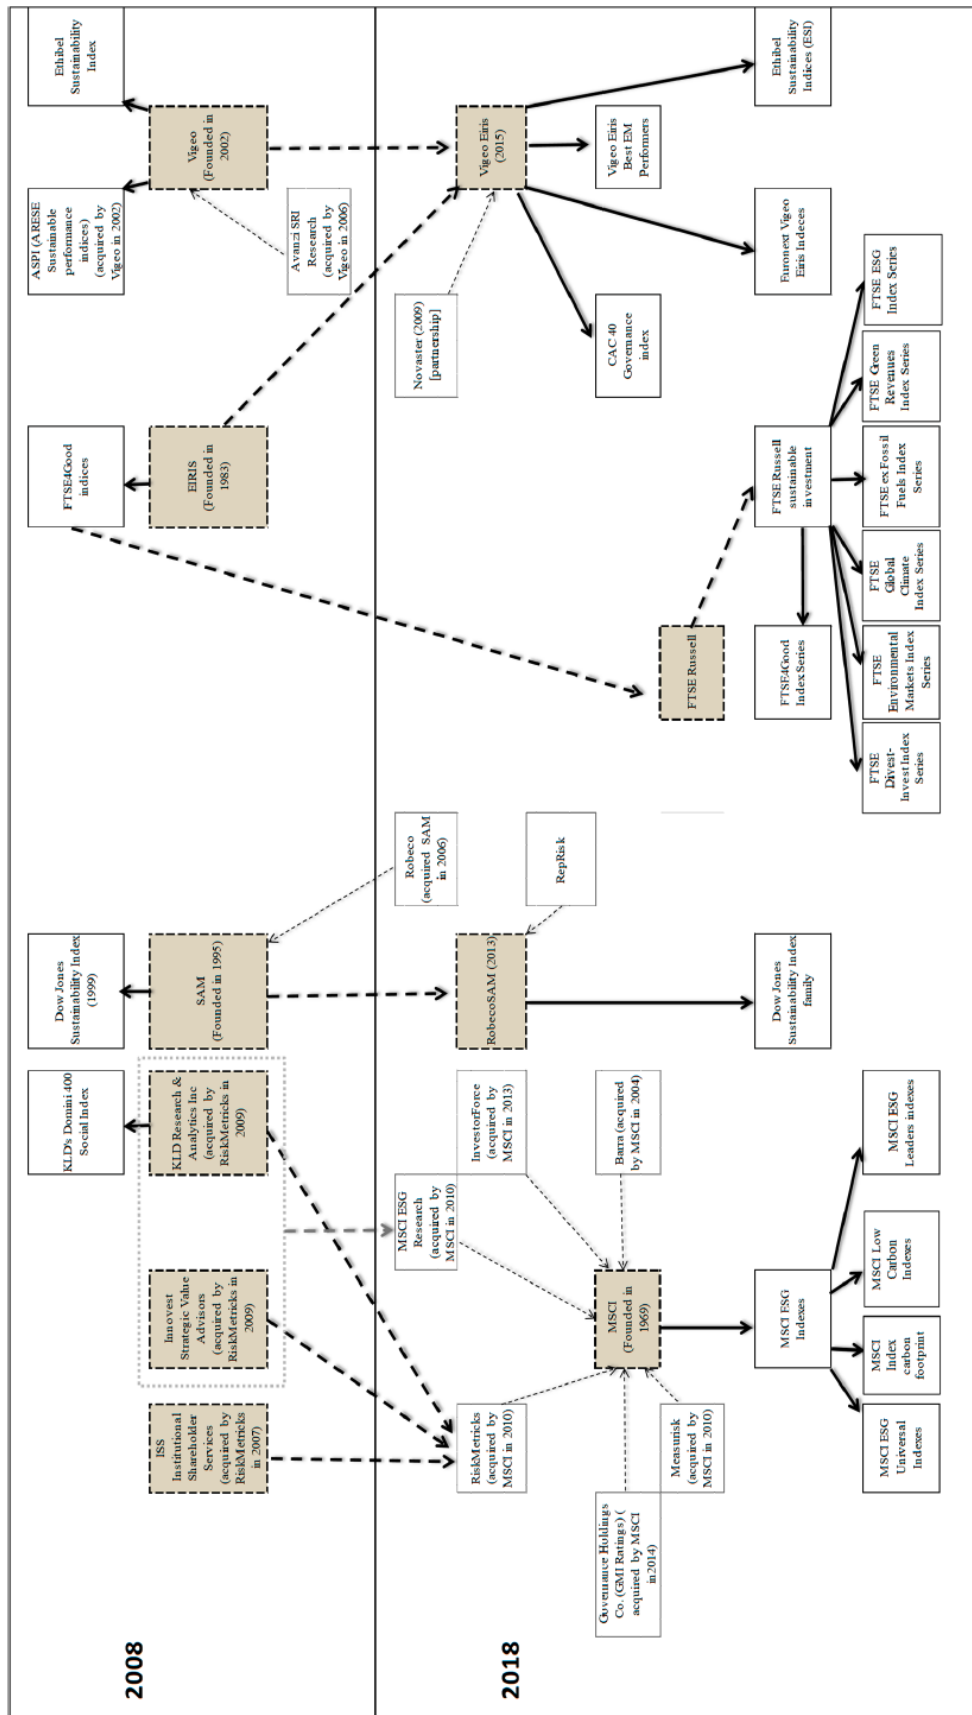 2008
KLD's Domini 400
Social Index
Dow Jones
Sustainability Index
(1999)
FTSE4Good
indices
ASPI (ARESE
Sustainable
performance
indices)
(acquired by
Vigeo in 2002)
Ethibel
Sustainability
Index
ISS
Institutional
Shareholder
Services
(acquired by
RiskMetricks
in 2007)
Innovest
Strategic Value
Advisors
(acquired by
RiskMetricks in
2009)
KLD Research &
Analytics Inc
(acquired by
RiskMetricks in
2009)
SAM
(Founded in 1995)
EIRIS
(Founded in
1983)
Vigeo
(Founded in
2002)
Avanzi SRI
Research
(acquired by
Vigeo in 2006)
2018
MSCI ESG
Research
(acquired by
MSCI in 2010)
Robeco
(acquired SAM
in 2006)
Novaster (2009)
[partnership]
RiskMetricks
(acquired by
MSCI in 2010)
InvestorForce
(acquired by
MSCI in 2013)
RobecoSAM (2013)
Vigeo Eiris
(2015)
RepRisk
Governance Holdings
Co. (GMI Ratings) (
acquired by MSCI
in2014)
MSCI
(Founded in
1969)
Barra (acquired
by MSCI in 2004)
CAC 40
Governance
index
Vigeo Eiris
Best EM
Performers
Measurisk
(acquired by
MSCI in 2010)
FTSE Russell
MSCI ESG
Indexes
Dow Jones
Sustainability Index
family
FTSE4Good
Index Series
FTSE Russell
sustainable
investment
Euronext Vigeo
Eiris Indeces
Ethibel
Sustainability
Indices (ESI)
MSCI ESG
Universal
Indexes
MSCI
Index
carbon
footprint
MSCI Low
Carbon
Indexes
MSCI ESG
Leaders indexes
FTSE
Divest-
Invest Index
Series
FTSE
Environmental
Markets Index
Series
FTSE
Global
Climate
Index Series
FTSE ex Fossil
Fuels Index
Series
FTSE Green
Revenues
Index Series
FTSE ESG
Index Series